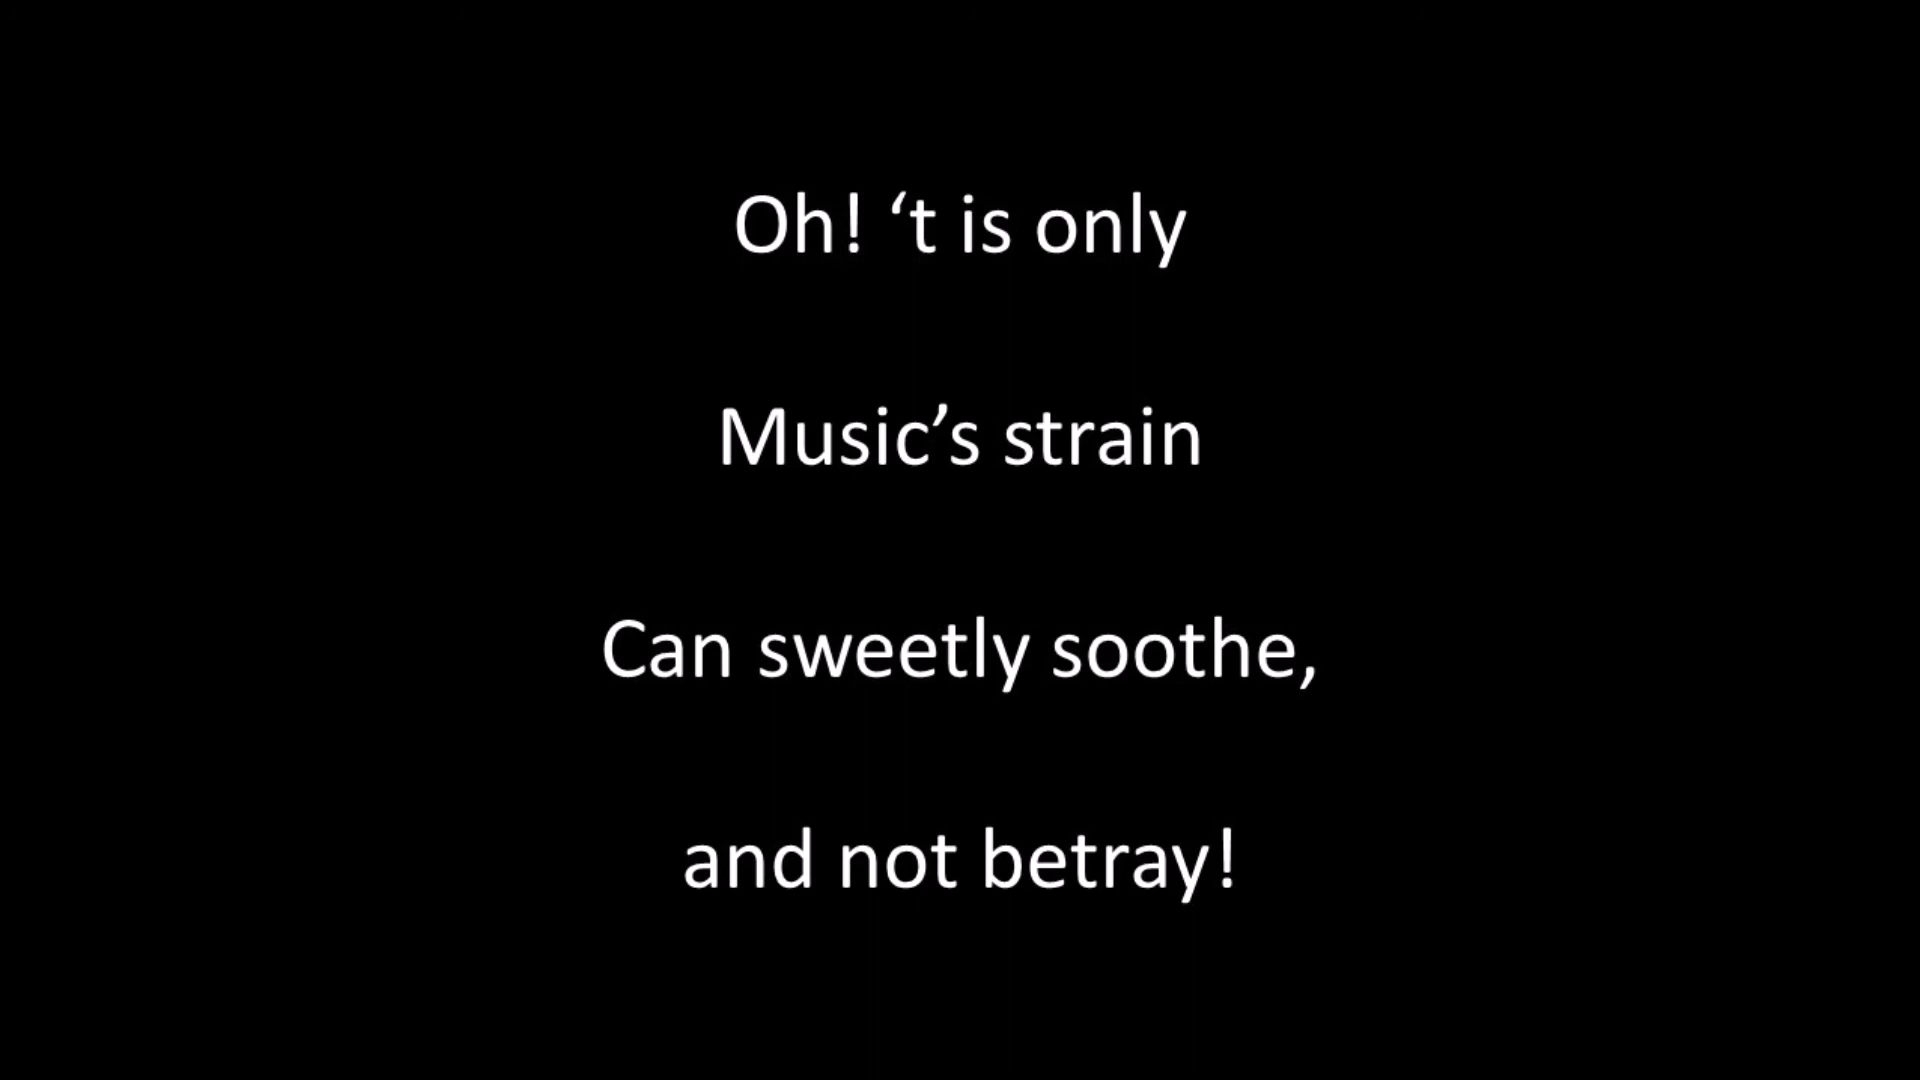 Oh! ‘t is only
Music’s strain
Can sweetly soothe,
and not betray!